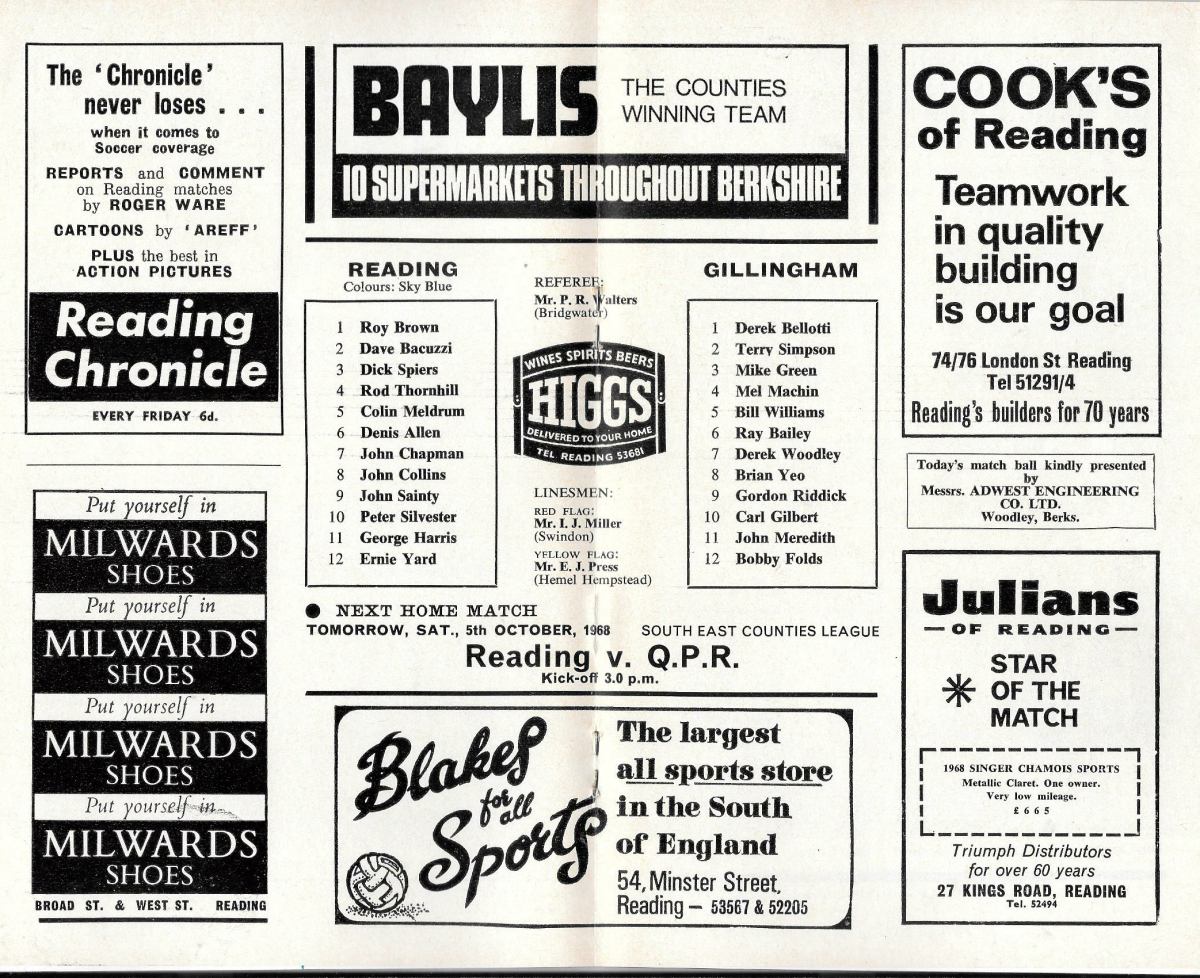 The 'Chronicle'
never loses . . .
when it comes to
Soccer coverage
REPORTS and COMMENT
on Reading matches
by ROGER WARE
CARTOONS by 'AREFF'
PLUS the best in
ACTION PICTURES
Reading
Chronicle
EVERY FRIDAY 6d.
Put yourself in
MILWARDS
SHOES
Put yourself in
MILWARDS
SHOES
Put yourself in
MILWARDS
SHOES
Put yourself in
MILWARDS
SHOES
BROAD ST. & WEST ST. READING
BAYLIS
THE COUNTIES
WINNING TEAM
10 SUPERMARKETS THROUGHOUT BERKSHIRE
READING
Colours: Sky Blue
1 Roy Brown
2 Dave Bacuzzi
3 Dick Spiers
4 Rod Thornhill
5 Colin Meldrum
6 Denis Allen
7 John Chapman
8 John Collins
9 John Sainty
10 Peter Silvester
11 George Harris
12 Ernie Yard
REFEREE:
Mr. P. R. Walters
(Bridgwater)
WINES SPIRITS BEERS
HIGGS
DELIVERED TO YOUR HOME
TEL. READING 53681
LINESMEN:
RED FLAG:
Mr. I. J. Miller
(Swindon)
YELLOW FLAG:
Mr. E. J. Press
(Hemel Hempstead)
GILLINGHAM
1 Derek Bellotti
2 Terry Simpson
3 Mike Green
4 Mel Machin
5 Bill Williams
6 Ray Bailey
7 Derek Woodley
8 Brian Yeo
9 Gordon Riddick
10 Carl Gilbert
11 John Meredith
12 Bobby Folds
● NEXT HOME MATCH
TOMORROW, SAT., 5th OCTOBER, 1968 SOUTH EAST COUNTIES LEAGUE
Reading v. Q.P.R.
Kick-off 3.0 p.m.
Blakes
for all
Sports
The largest
all sports store
in the South
of England
54, Minster Street,
Reading — 53567 & 52205
COOK'S
of Reading
Teamwork
in quality
building
is our goal
74/76 London St Reading
Tel 51291/4
Reading's builders for 70 years
Today's match ball kindly presented
by
Messrs. ADWEST ENGINEERING
CO. LTD.
Woodley, Berks.
Julians
— OF READING —
STAR
OF THE
MATCH
1968 SINGER CHAMOIS SPORTS
Metallic Claret. One owner.
Very low mileage.
£665
Triumph Distributors
for over 60 years
27 KINGS ROAD, READING
Tel. 52494